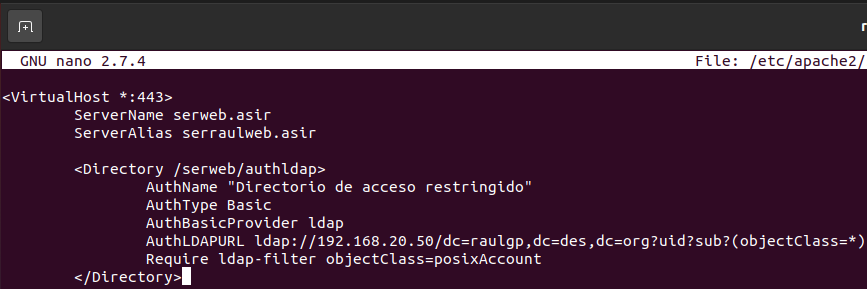 GNU nano 2.7.4 File: /etc/apache2/
<VirtualHost *:443>
ServerName serweb.asir
ServerAlias serraulweb.asir
<Directory /serweb/authldap>
AuthName "Directorio de acceso restringido"
AuthType Basic
AuthBasicProvider ldap
AuthLDAPURL ldap://192.168.20.50/dc=raulgp,dc=des,dc=org?uid?sub?(objectClass=*)
Require ldap-filter objectClass=posixAccount
</Directory>